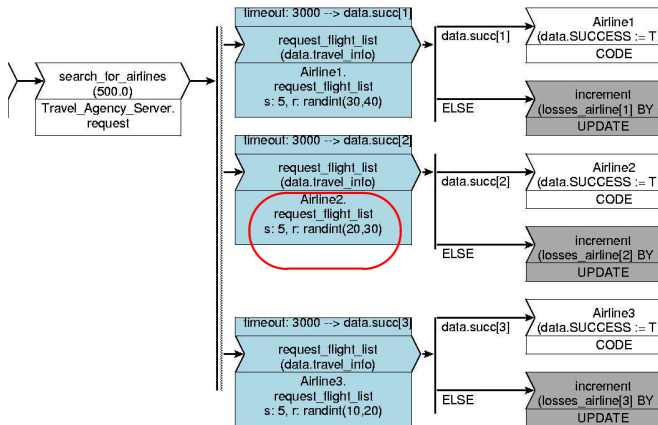 search_for_airlines
(500.0)
Travel_Agency_Server.
request
timeout: 3000 --> data.succ[1]
request_flight_list
(data.travel_info)
Airline1.
request_flight_list
s: 5, r: randint(30,40)
data.succ[1]
Airline1
(data.SUCCESS := T
CODE
ELSE
increment
(losses_airline[1] BY
UPDATE
timeout: 3000 --> data.succ[2]
request_flight_list
(data.travel_info)
Airline2.
request_flight_list
s: 5, r: randint(20,30)
data.succ[2]
Airline2
(data.SUCCESS := T
CODE
ELSE
increment
(losses_airline[2] BY
UPDATE
timeout: 3000 --> data.succ[3]
request_flight_list
(data.travel_info)
Airline3.
request_flight_list
s: 5, r: randint(10,20)
data.succ[3]
Airline3
(data.SUCCESS := T
CODE
ELSE
increment
(losses_airline[3] BY
UPDATE